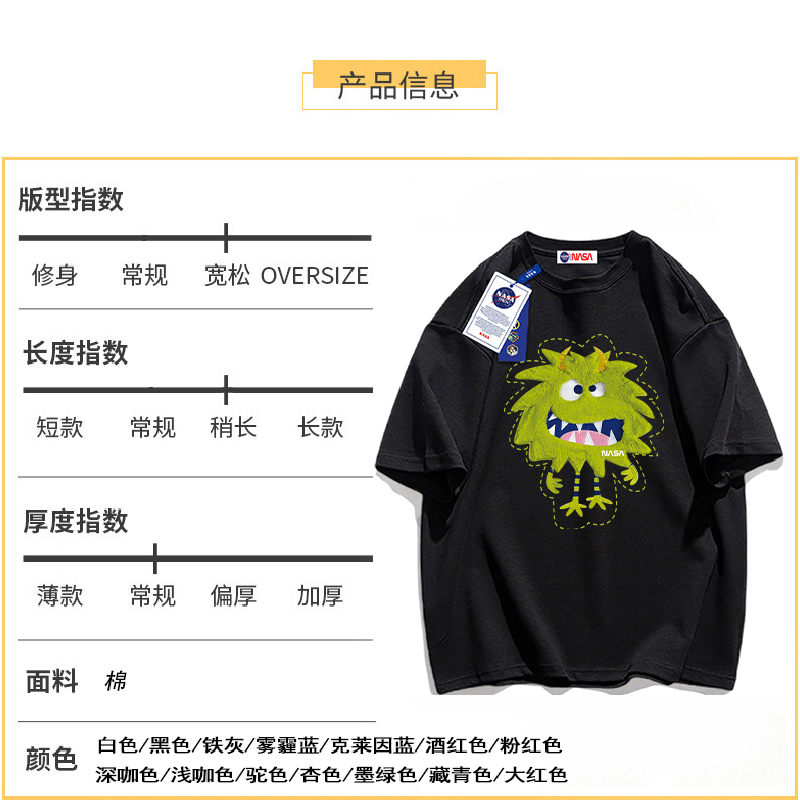 产品信息
版型指数
修身 常规 宽松 OVERSIZE
长度指数
短款 常规 稍长 长款
厚度指数
薄款 常规 偏厚 加厚
面料 棉
颜色
白色/黑色/铁灰/雾霾蓝/克莱因蓝/酒红色/粉红色
深咖色/浅咖色/驼色/杏色/墨绿色/藏青色/大红色
NASA
NASA
NASA
NASA